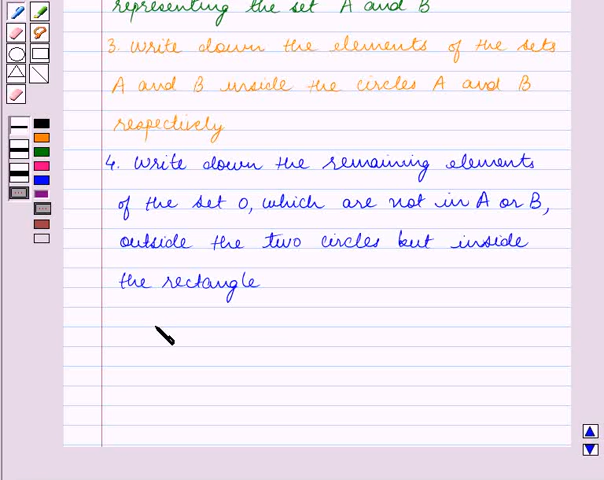 representing the set A and B
3. Write down the elements of the sets
A and B inside the circles A and B
respectively
4. Write down the remaining elements
of the set O, which are not in A or B,
outside the two circles but inside
the rectangle